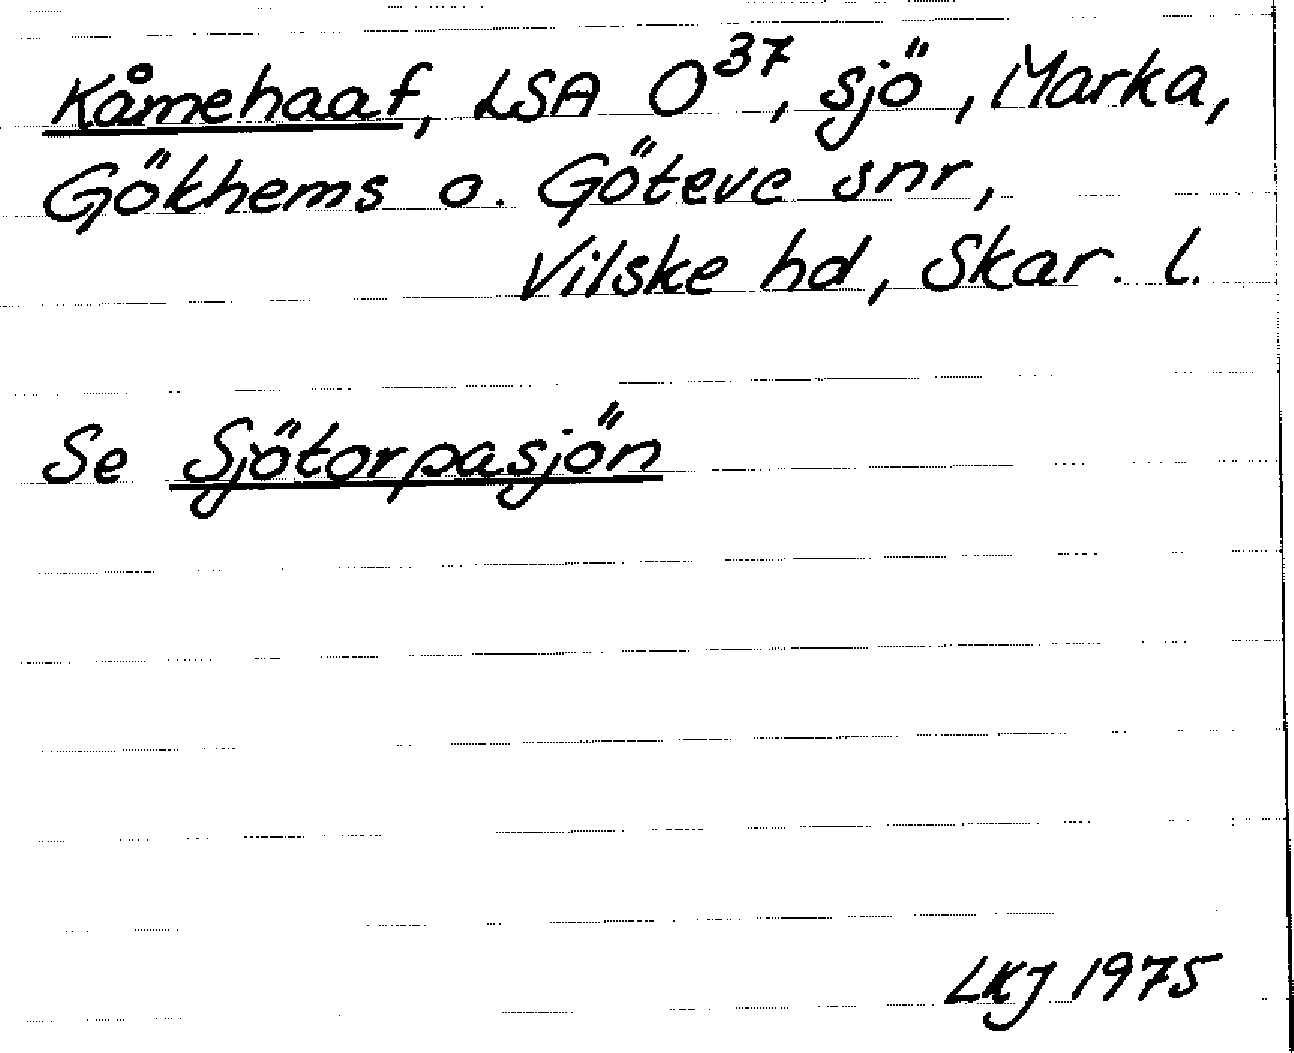 Kåmehaaf, LSA O³⁷, sjö, Marka,
Gökhems o. Göteve snr,
Vilske hd, Skar. l.
Se Sjötorpasjön
LKJ 1975